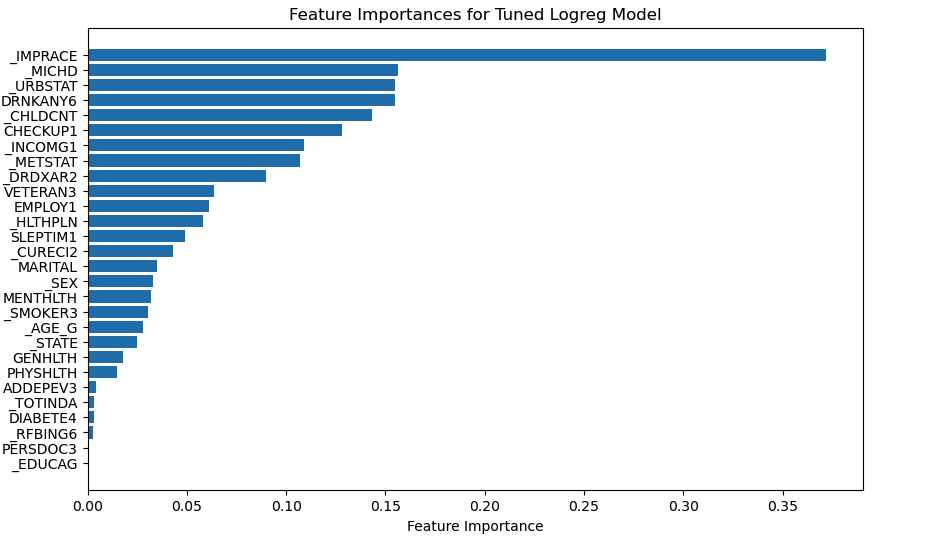 Feature Importances for Tuned Logreg Model
_IMPRACE
_MICHD
_URBSTAT
DRNKANY6
_CHLDCNT
CHECKUP1
_INCOMG1
_METSTAT
_DRDXAR2
VETERAN3
EMPLOY1
_HLTHPLN
SLEPTIM1
_CURECI2
MARITAL
_SEX
MENTHLTH
_SMOKER3
_AGE_G
_STATE
GENHLTH
PHYSHLTH
ADDEPEV3
_TOTINDA
DIABETE4
_RFBING6
PERSDOC3
_EDUCAG
0.00 0.05 0.10 0.15 0.20 0.25 0.30 0.35
Feature Importance